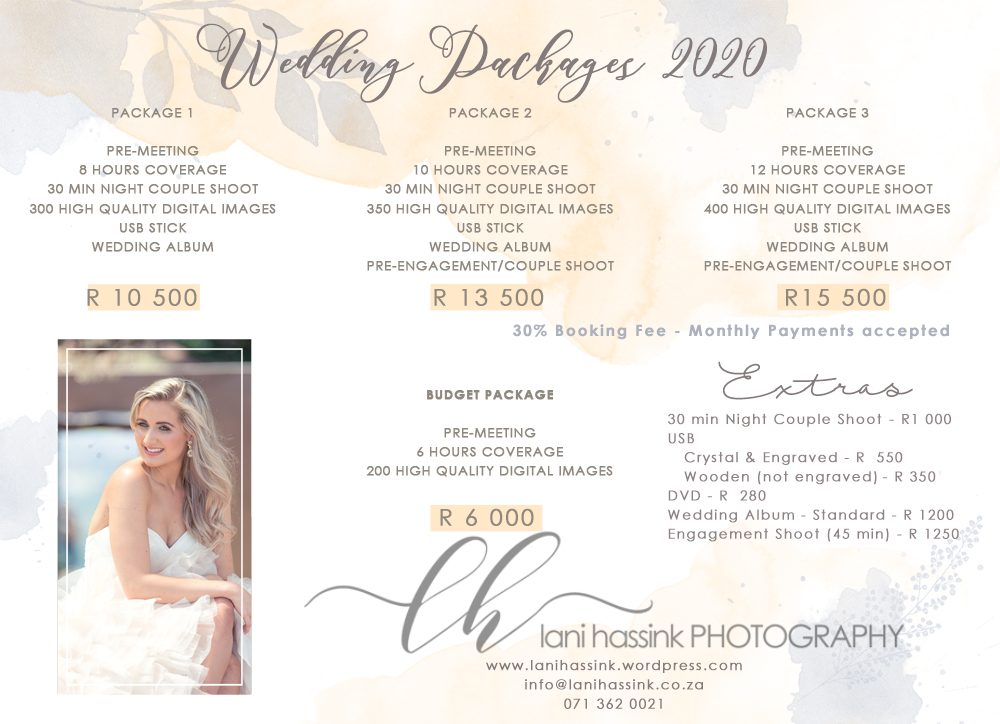 Wedding Packages 2020
PACKAGE 1
PRE-MEETING
8 HOURS COVERAGE
30 MIN NIGHT COUPLE SHOOT
300 HIGH QUALITY DIGITAL IMAGES
USB STICK
WEDDING ALBUM
R 10 500
PACKAGE 2
PRE-MEETING
10 HOURS COVERAGE
30 MIN NIGHT COUPLE SHOOT
350 HIGH QUALITY DIGITAL IMAGES
USB STICK
WEDDING ALBUM
PRE-ENGAGEMENT/COUPLE SHOOT
R 13 500
PACKAGE 3
PRE-MEETING
12 HOURS COVERAGE
30 MIN NIGHT COUPLE SHOOT
400 HIGH QUALITY DIGITAL IMAGES
USB STICK
WEDDING ALBUM
PRE-ENGAGEMENT/COUPLE SHOOT
R15 500
30% Booking Fee - Monthly Payments accepted
BUDGET PACKAGE
PRE-MEETING
6 HOURS COVERAGE
200 HIGH QUALITY DIGITAL IMAGES
R 6 000
Extras
30 min Night Couple Shoot - R1 000
USB
Crystal & Engraved - R 550
Wooden (not engraved) - R 350
DVD - R 280
Wedding Album - Standard - R 1200
Engagement Shoot (45 min) - R 1250
lh
lani hassink PHOTOGRAPHY
www.lanihassink.wordpress.com
info@lanihassink.co.za
071 362 0021